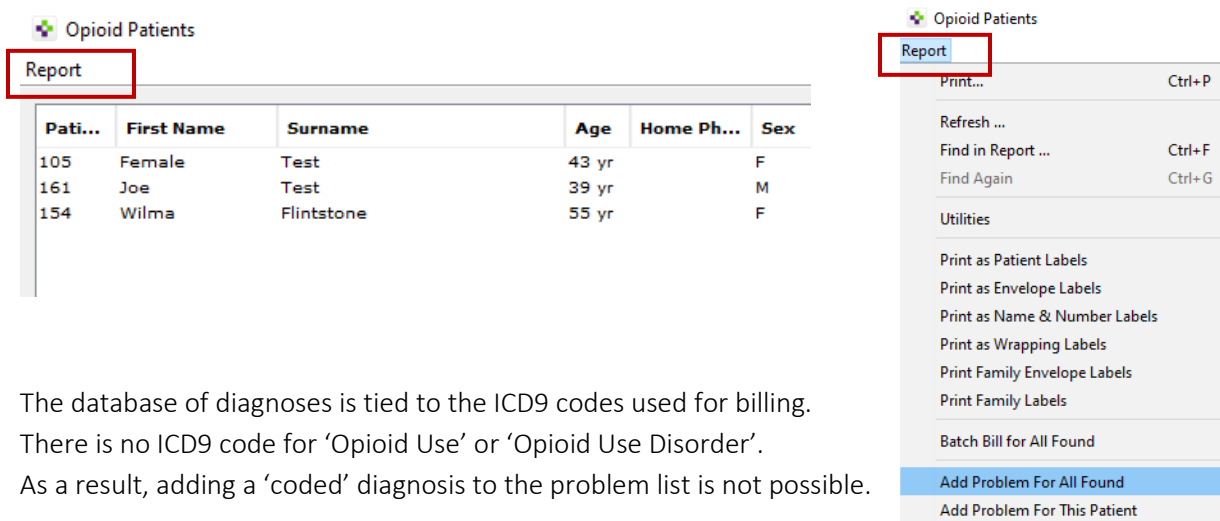 Opioid Patients
Report
Pati... First Name Surname Age Home Ph... Sex
105 Female Test 43 yr F
161 Joe Test 39 yr M
154 Wilma Flintstone 55 yr F
The database of diagnoses is tied to the ICD9 codes used for billing.
There is no ICD9 code for ‘Opioid Use’ or ‘Opioid Use Disorder’.
As a result, adding a ‘coded’ diagnosis to the problem list is not possible.
Opioid Patients
Report
Print... Ctrl+P
Refresh ...
Find in Report ... Ctrl+F
Find Again Ctrl+G
Utilities
Print as Patient Labels
Print as Envelope Labels
Print as Name & Number Labels
Print as Wrapping Labels
Print Family Envelope Labels
Print Family Labels
Batch Bill for All Found
Add Problem For All Found
Add Problem For This Patient